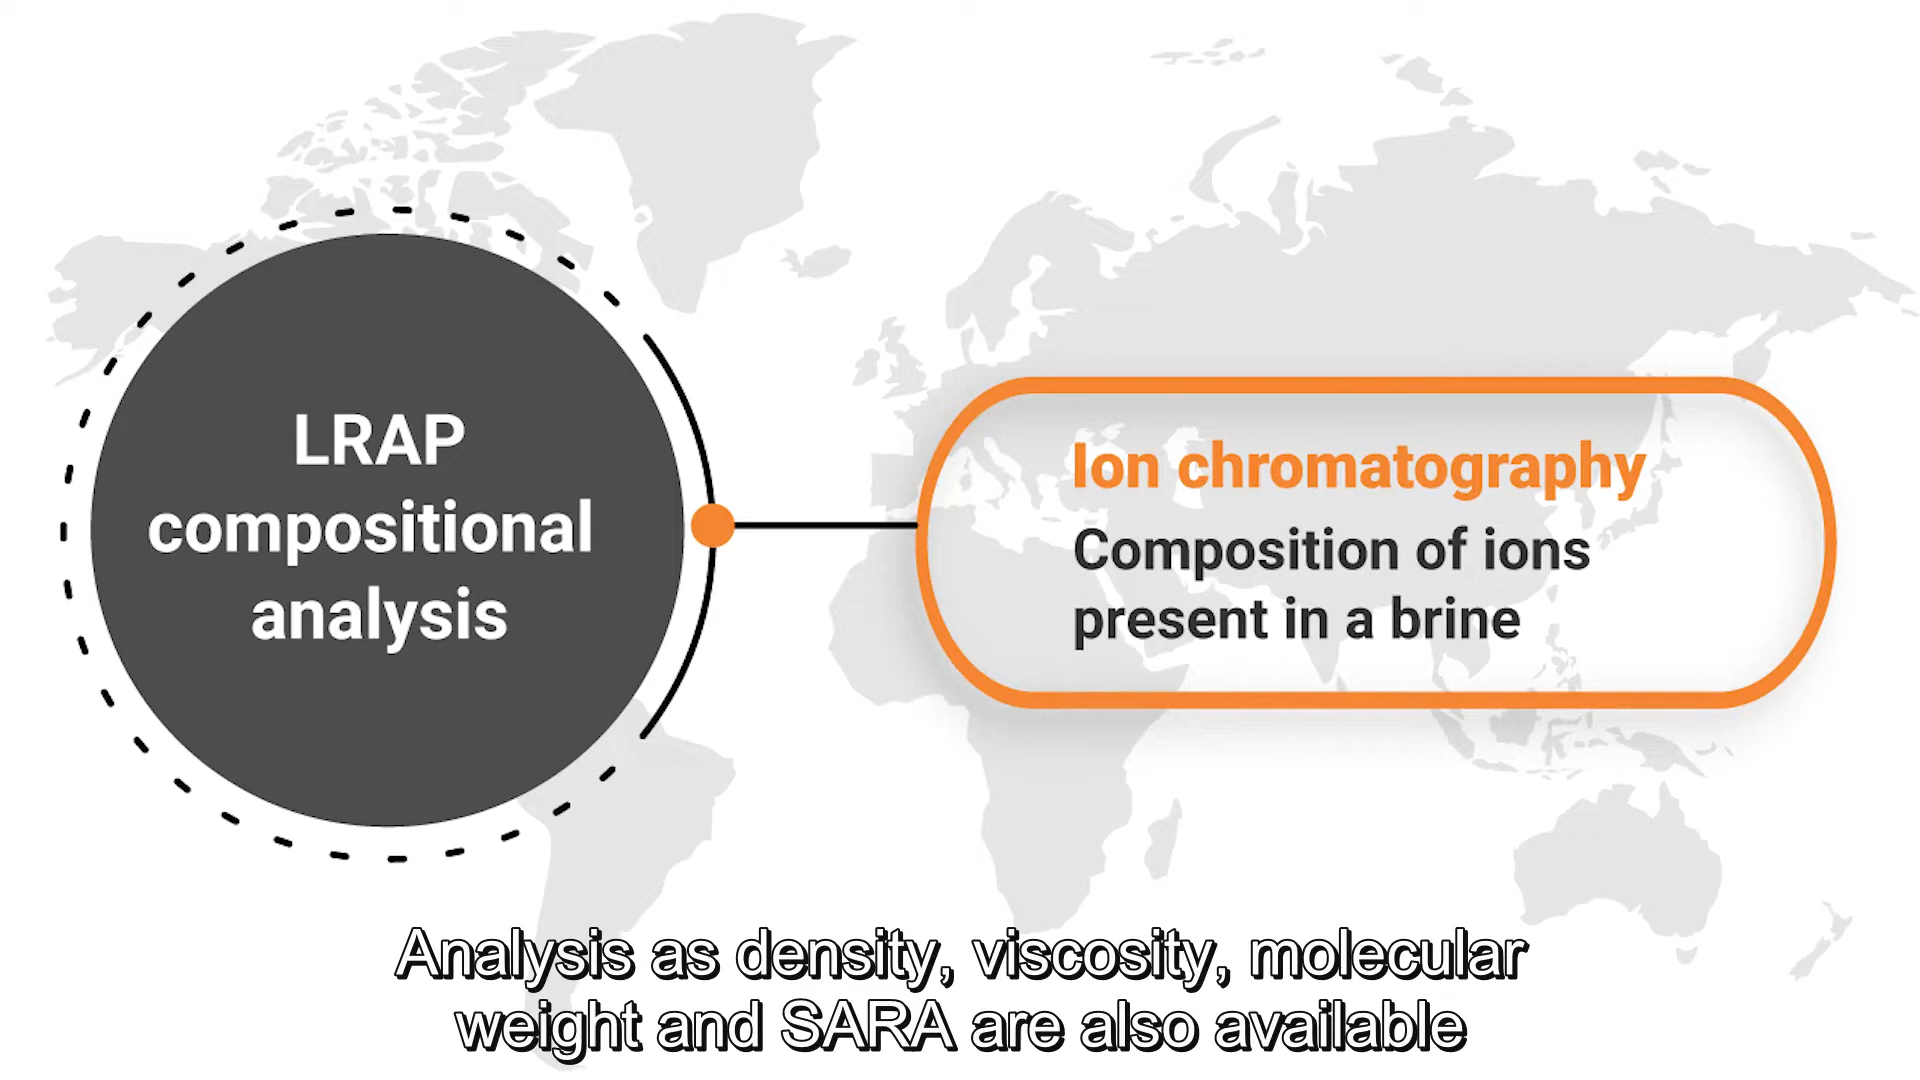 LRAP
compositional
analysis
Ion chromatography
Composition of ions
present in a brine
Analysis as density, viscosity, molecular
weight and SARA are also available